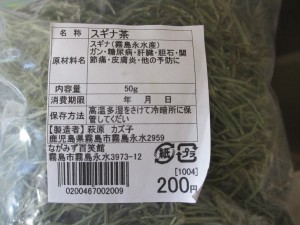 名称 スギナ茶
原材料名 スギナ(霧島永水産)
ガン・糖尿病・肝臓・胆石・関
節痛・皮膚炎・他の予防に
内容量 50g
消費期限 年 月 日
保存方法 高温多湿をさけて冷暗所に保
管してくだい
【製造者】萩原 カズ子
鹿児島県霧島市霧島永水2959
ながみず百笑館
霧島市霧島永水3973-12
紙 プラ
[1004]
0200467002009
200円